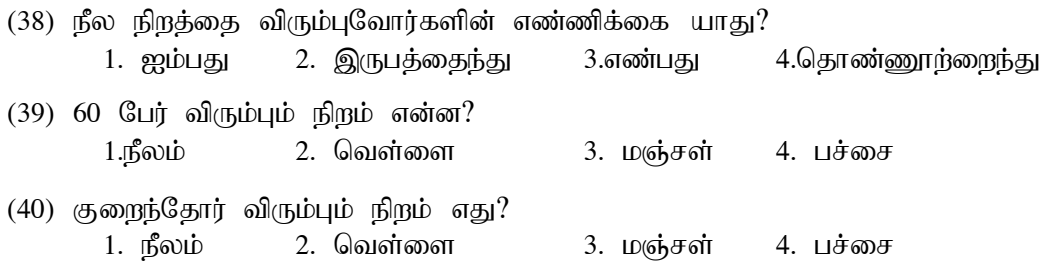 (38) நீல நிறத்தை விரும்புவோர்களின் எண்ணிக்கை யாது?
1. ஐம்பது 2. இருபத்தைந்து 3.எண்பது 4.தொண்ணூற்றைந்து
(39) 60 பேர் விரும்பும் நிறம் என்ன?
1.நீலம் 2. வெள்ளை 3. மஞ்சள் 4. பச்சை
(40) குறைந்தோர் விரும்பும் நிறம் எது?
1. நீலம் 2. வெள்ளை 3. மஞ்சள் 4. பச்சை